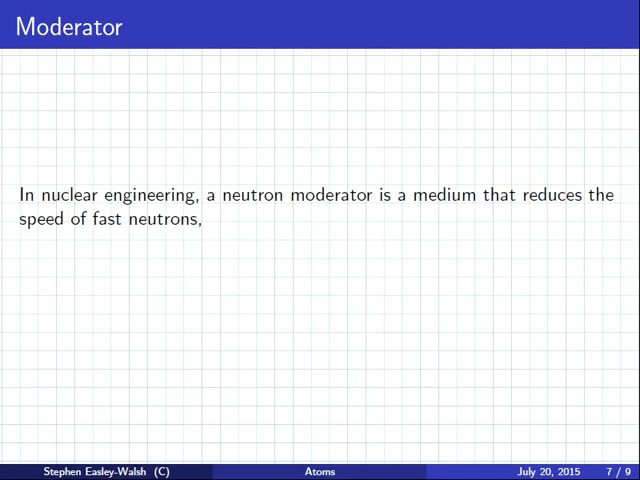 Moderator
In nuclear engineering, a neutron moderator is a medium that reduces the
speed of fast neutrons,
Stephen Easley-Walsh (C) Atoms July 20, 2015 7 / 9